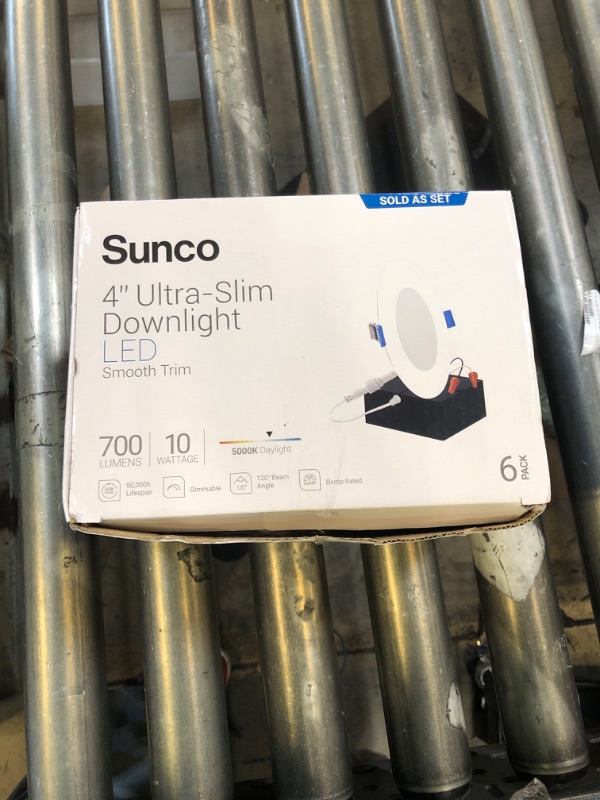 SOLD AS SET
Sunco
4" Ultra-Slim
Downlight
LED
Smooth Trim
700
LUMENS
10
WATTAGE
5000K Daylight
50,000h
Lifespan
Dimmable
120°
120°Beam
Angle
Damp Rated
6
PACK